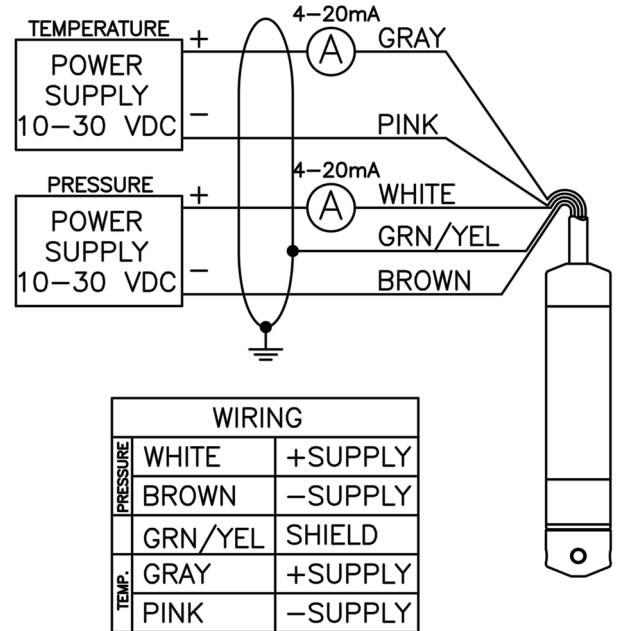 TEMPERATURE
POWER
SUPPLY
10-30 VDC
+
-
4-20mA
A
GRAY
PINK
PRESSURE
POWER
SUPPLY
10-30 VDC
+
-
4-20mA
A
WHITE
GRN/YEL
BROWN
WIRING
PRESSURE
WHITE +SUPPLY
BROWN -SUPPLY
GRN/YEL SHIELD
TEMP.
GRAY +SUPPLY
PINK -SUPPLY